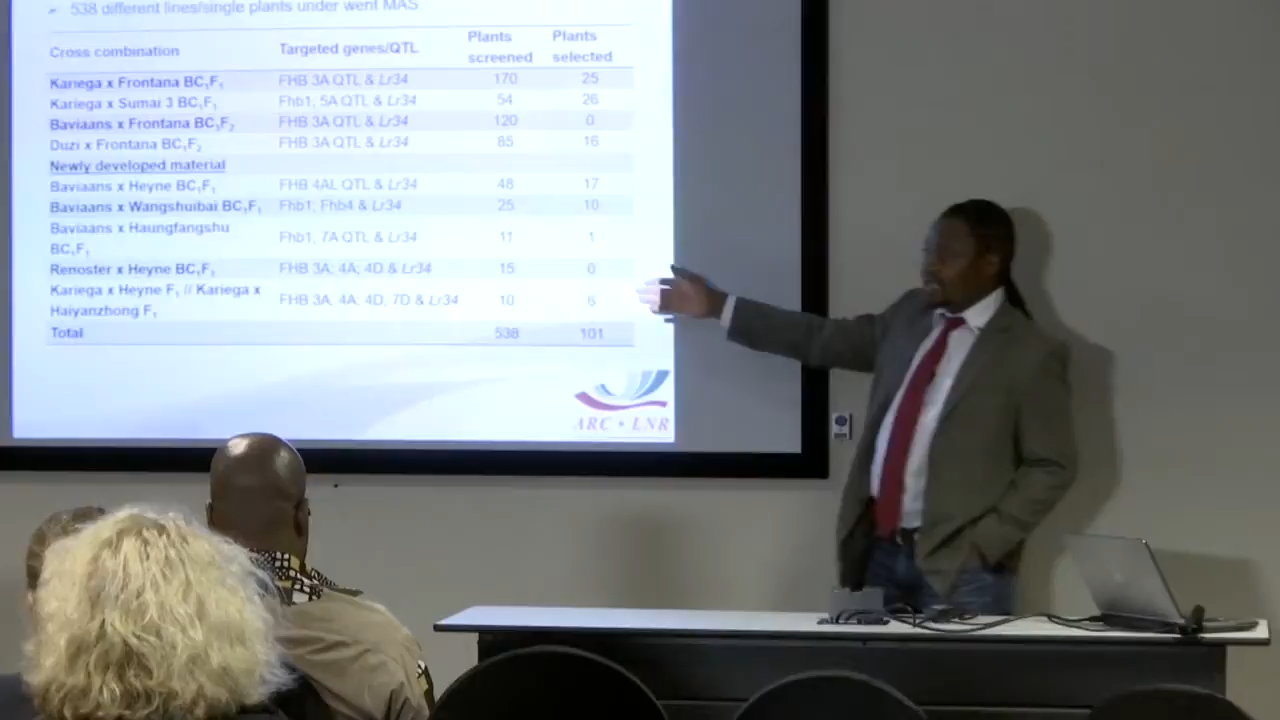 538 different lines/single plants under went MAS
Cross combination Targeted genes/QTL Plants screened Plants selected
Kariega x Frontana BC₁F₁ FHB 3A QTL & Lr34 170 25
Kariega x Sumai 3 BC₁F₁ Fhb1, 5A QTL & Lr34 54 26
Baviaans x Frontana BC₁F₂ FHB 3A QTL & Lr34 120 0
Duzi x Frontana BC₁F₂ FHB 3A QTL & Lr34 85 16
Newly developed material
Baviaans x Heyne BC₁F₁ FHB 4AL QTL & Lr34 48 17
Baviaans x Wangshuibai BC₁F₁ Fhb1; Fhb4 & Lr34 25 10
Baviaans x Haungfangshu
BC₁F₁ Fhb1, 7A QTL & Lr34 11 1
Renoster x Heyne BC₁F₁ FHB 3A; 4A; 4D & Lr34 15 0
Kariega x Heyne F₁ // Kariega x
Haiyanzhong F₁ FHB 3A, 4A, 4D, 7D & Lr34 10 6
Total 538 101
ARC • LNR